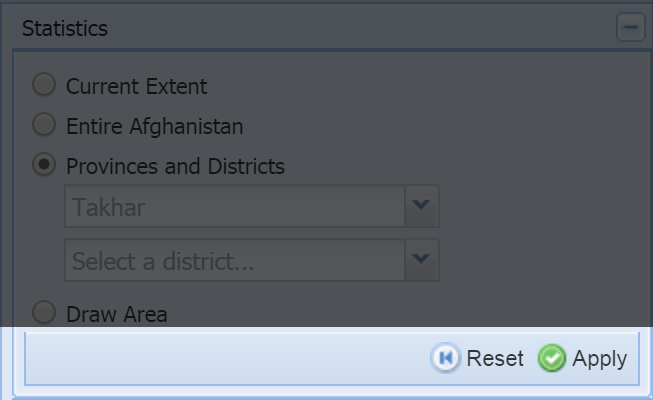 Statistics
Current Extent
Entire Afghanistan
Provinces and Districts
Takhar
Select a district...
Draw Area
Reset Apply